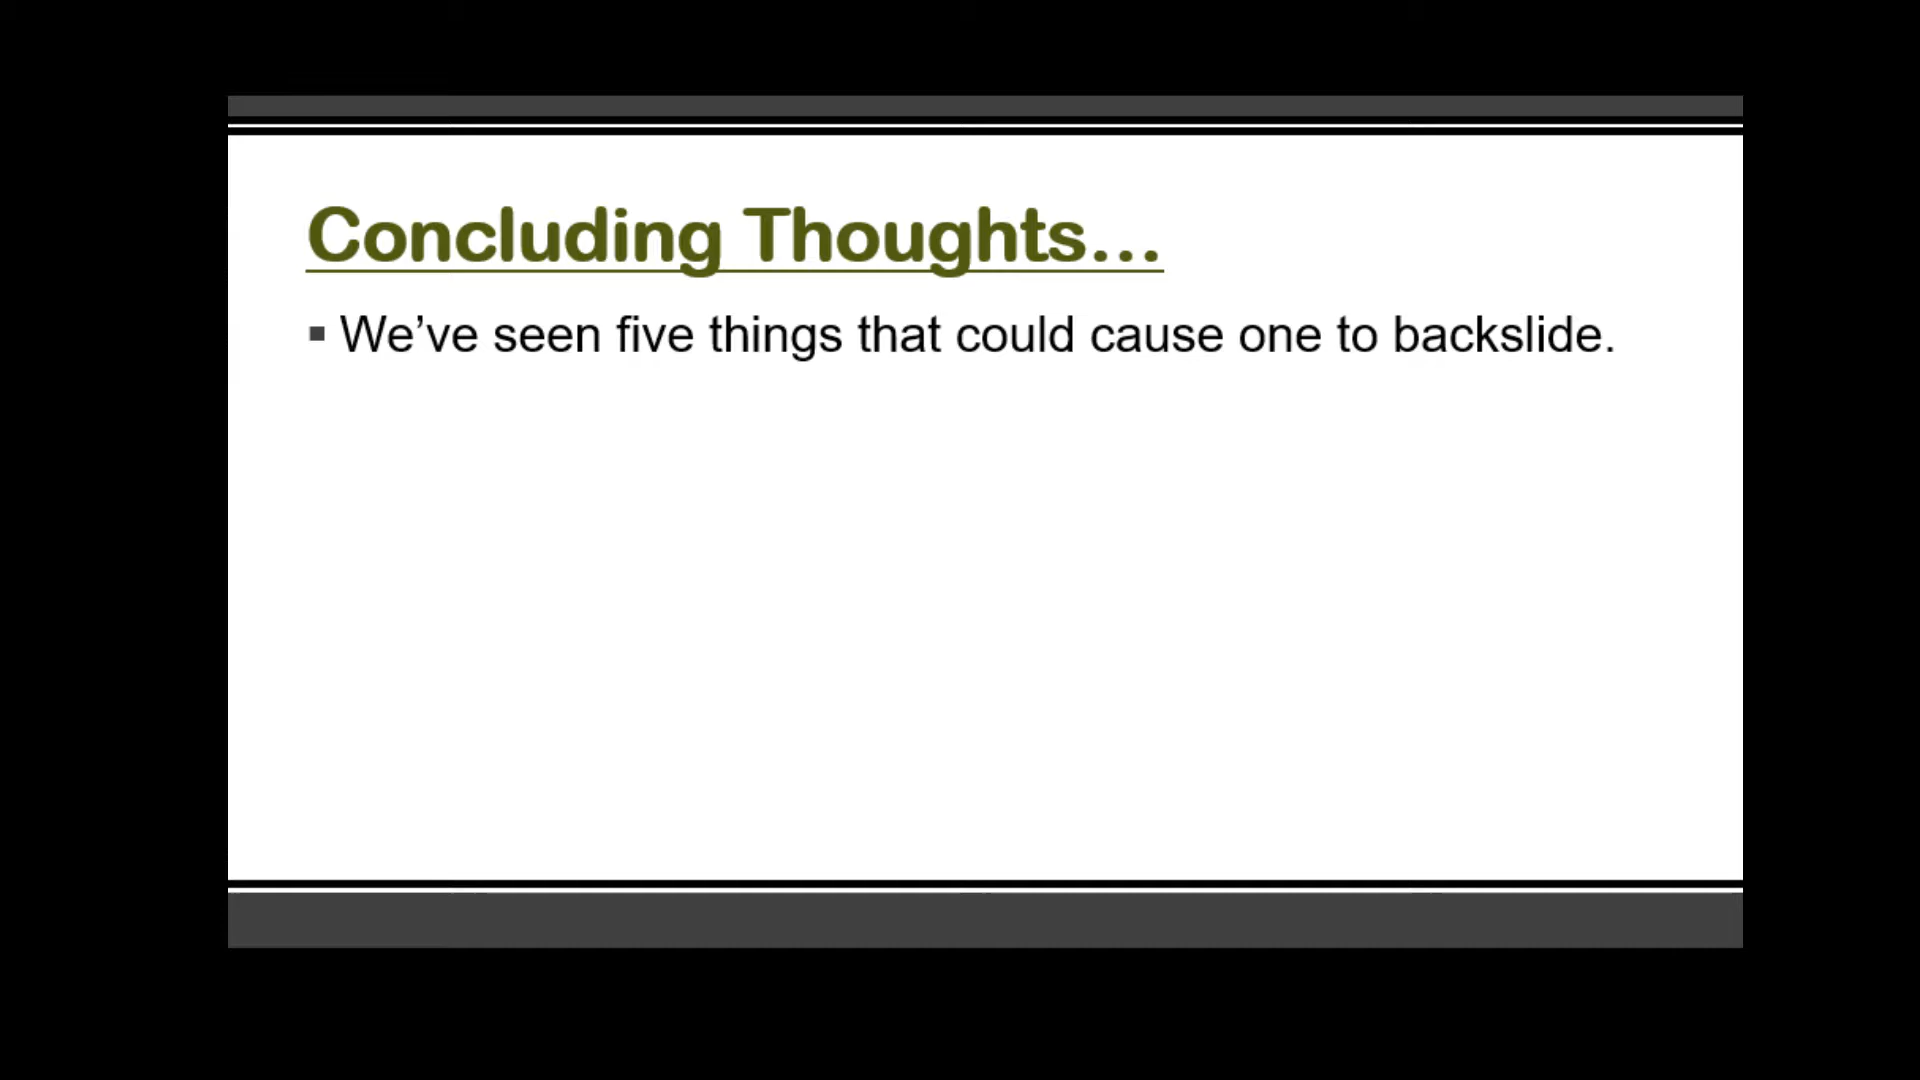 Concluding Thoughts…
▪ We’ve seen five things that could cause one to backslide.